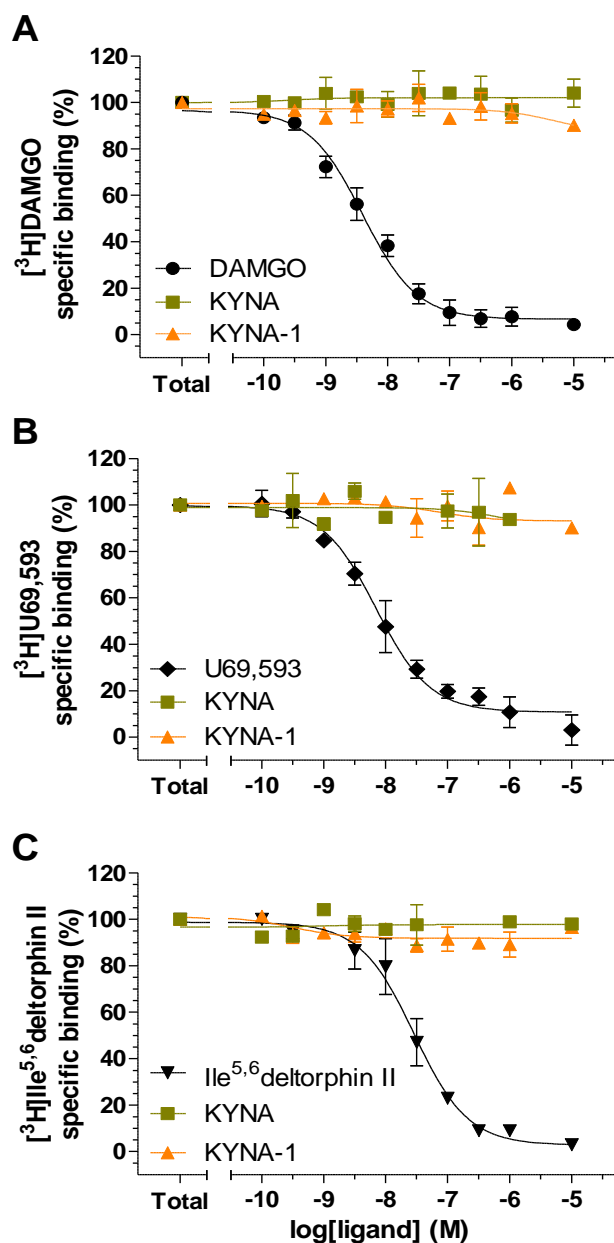 A
[³H]DAMGO
specific binding (%)
120
100
80
60
40
20
0
DAMGO
KYNA
KYNA-1
Total
-10
-9
-8
-7
-6
-5
B
[³H]U69,593
specific binding (%)
120
100
80
60
40
20
0
U69,593
KYNA
KYNA-1
Total
-10
-9
-8
-7
-6
-5
C
[³H]Ile⁵,⁶deltorphin II
specific binding (%)
120
100
80
60
40
20
0
Ile⁵,⁶deltorphin II
KYNA
KYNA-1
Total
-10
-9
-8
-7
-6
-5
log[ligand] (M)